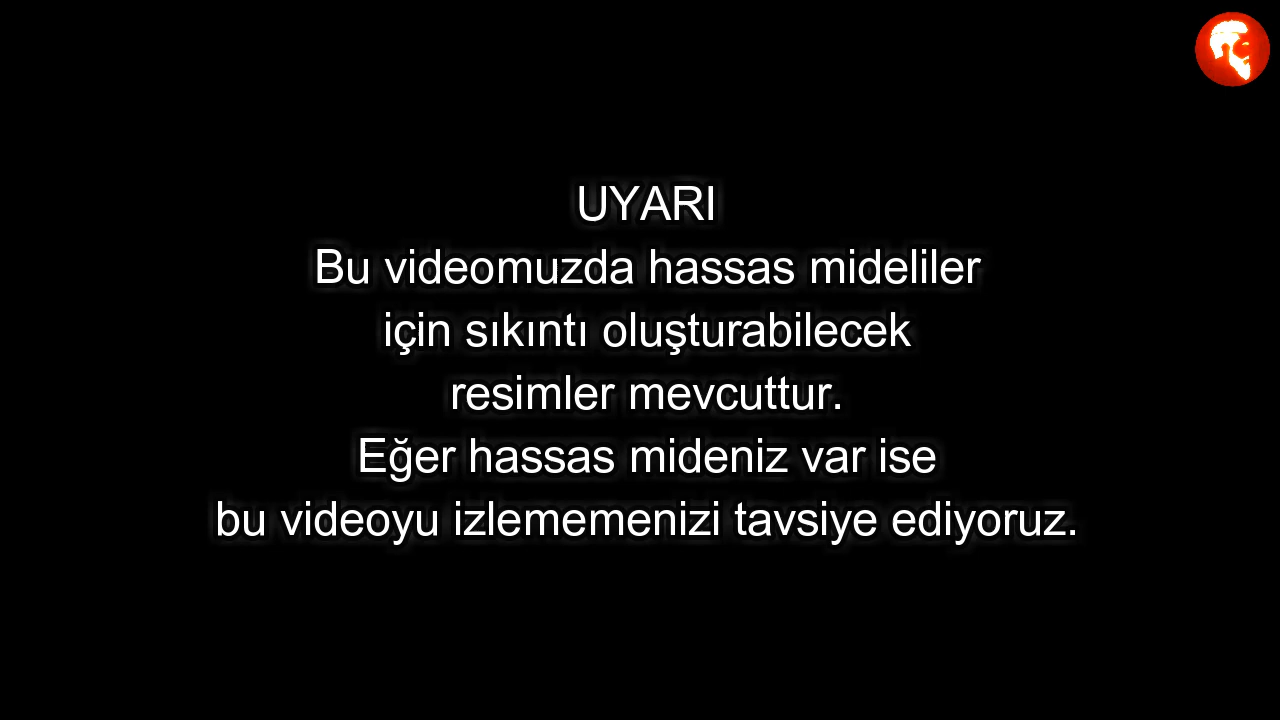 UYARI
Bu videomuzda hassas mideliler
için sıkıntı oluşturabilecek
resimler mevcuttur.
Eğer hassas mideniz var ise
bu videoyu izlememenizi tavsiye ediyoruz.